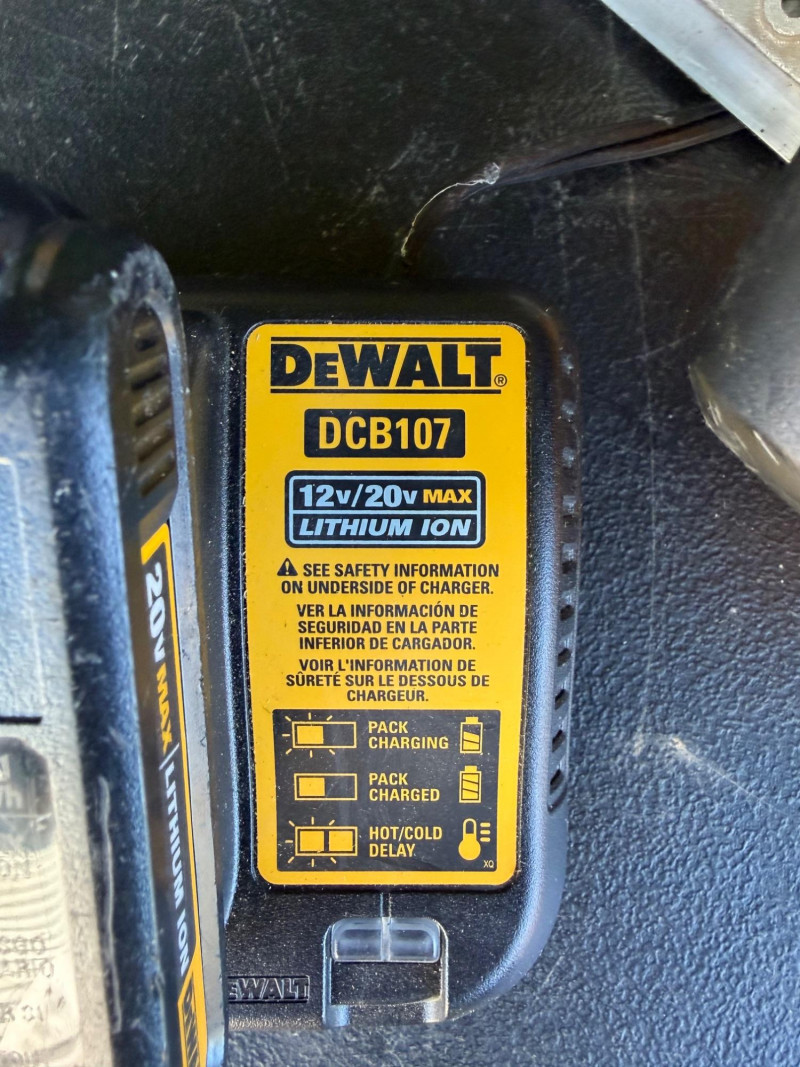 DEWALT®
DCB107
12V/20V MAX
LITHIUM ION
⚠ SEE SAFETY INFORMATION
ON UNDERSIDE OF CHARGER.
VER LA INFORMACIÓN DE
SEGURIDAD EN LA PARTE
INFERIOR DE CARGADOR.
VOIR L'INFORMATION DE
SÛRETÉ SUR LE DESSOUS DE
CHARGEUR.
PACK
CHARGING
PACK
CHARGED
HOT/COLD
DELAY
XQ
20V MAX | LITHIUM ION